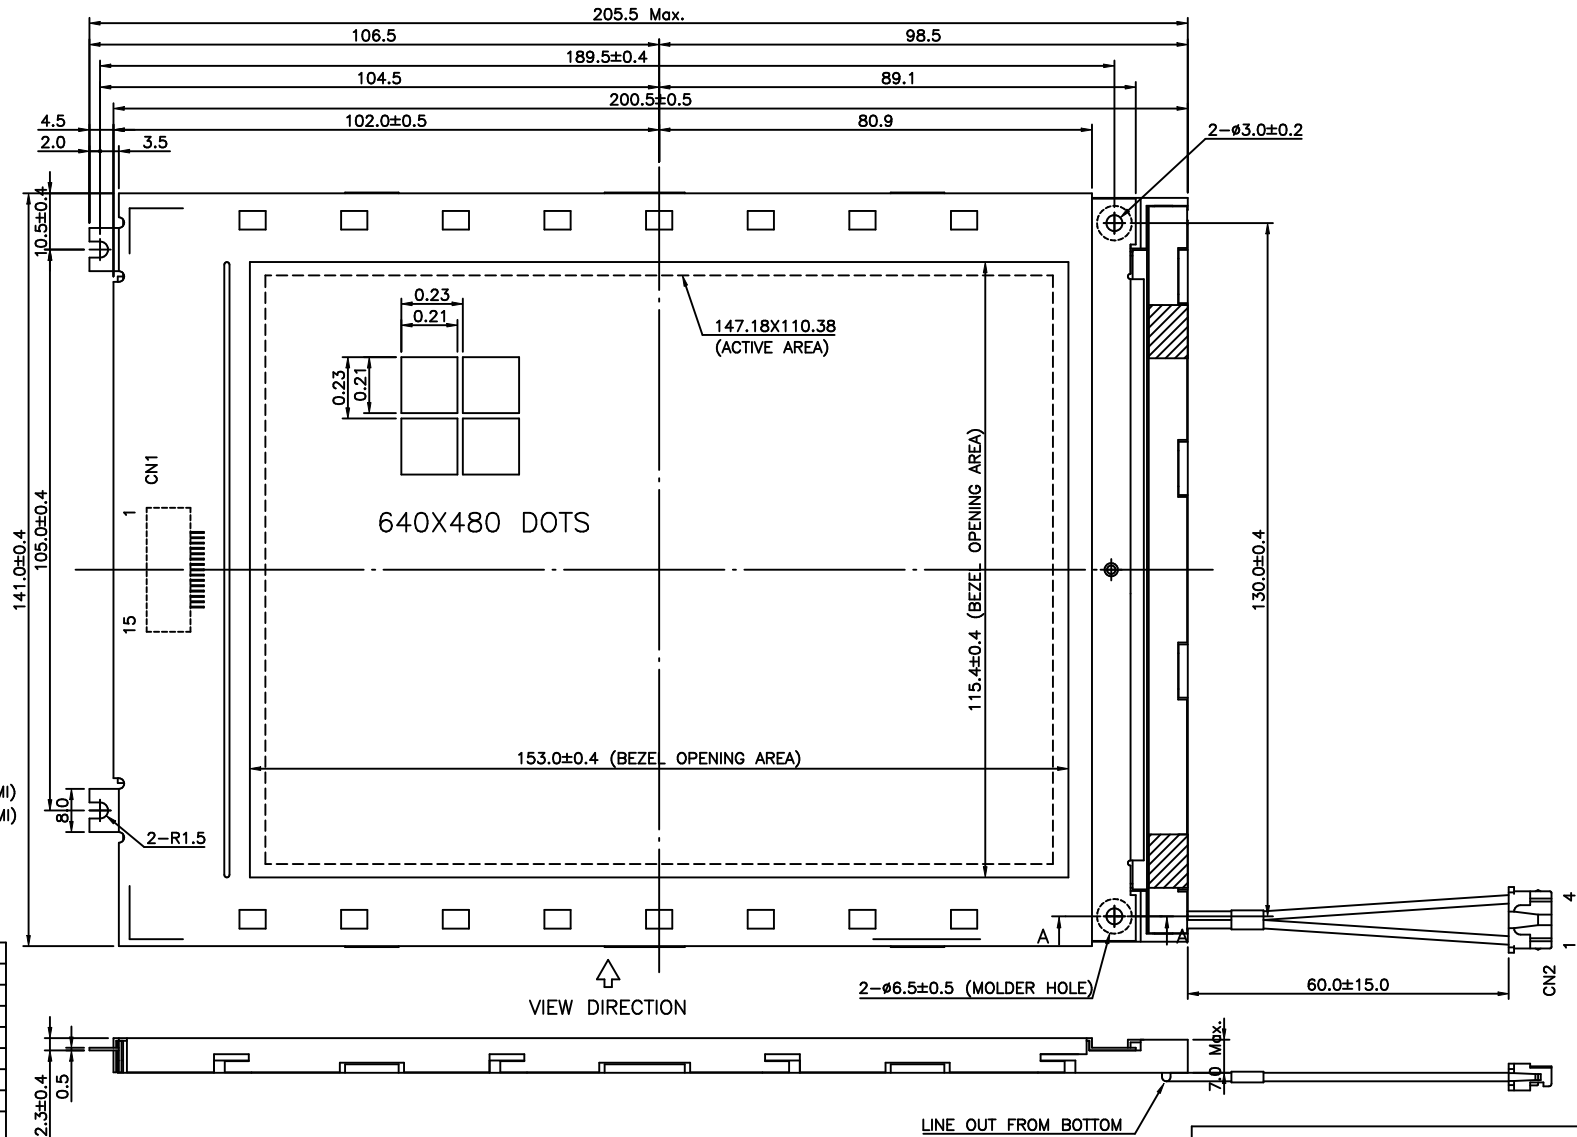 205.5 Max.
106.5
98.5
189.5±0.4
104.5
89.1
200.5±0.5
4.5
102.0±0.5
80.9
2.0
3.5
2-ø3.0±0.2
10.5±0.4
0.23
0.21
147.18X110.38
(ACTIVE AREA)
0.23
0.21
CN1
1
15
640X480 DOTS
141.0±0.4
105.0±0.4
115.4±0.4 (BEZEL OPENING AREA)
130.0±0.4
153.0±0.4 (BEZEL OPENING AREA)
MI)
MI)
8.0
2-R1.5
A
A
4
1
CN2
2-ø6.5±0.5 (MOLDER HOLE)
60.0±15.0
VIEW DIRECTION
7.0 Max.
2.3±0.4
0.5
LINE OUT FROM BOTTOM